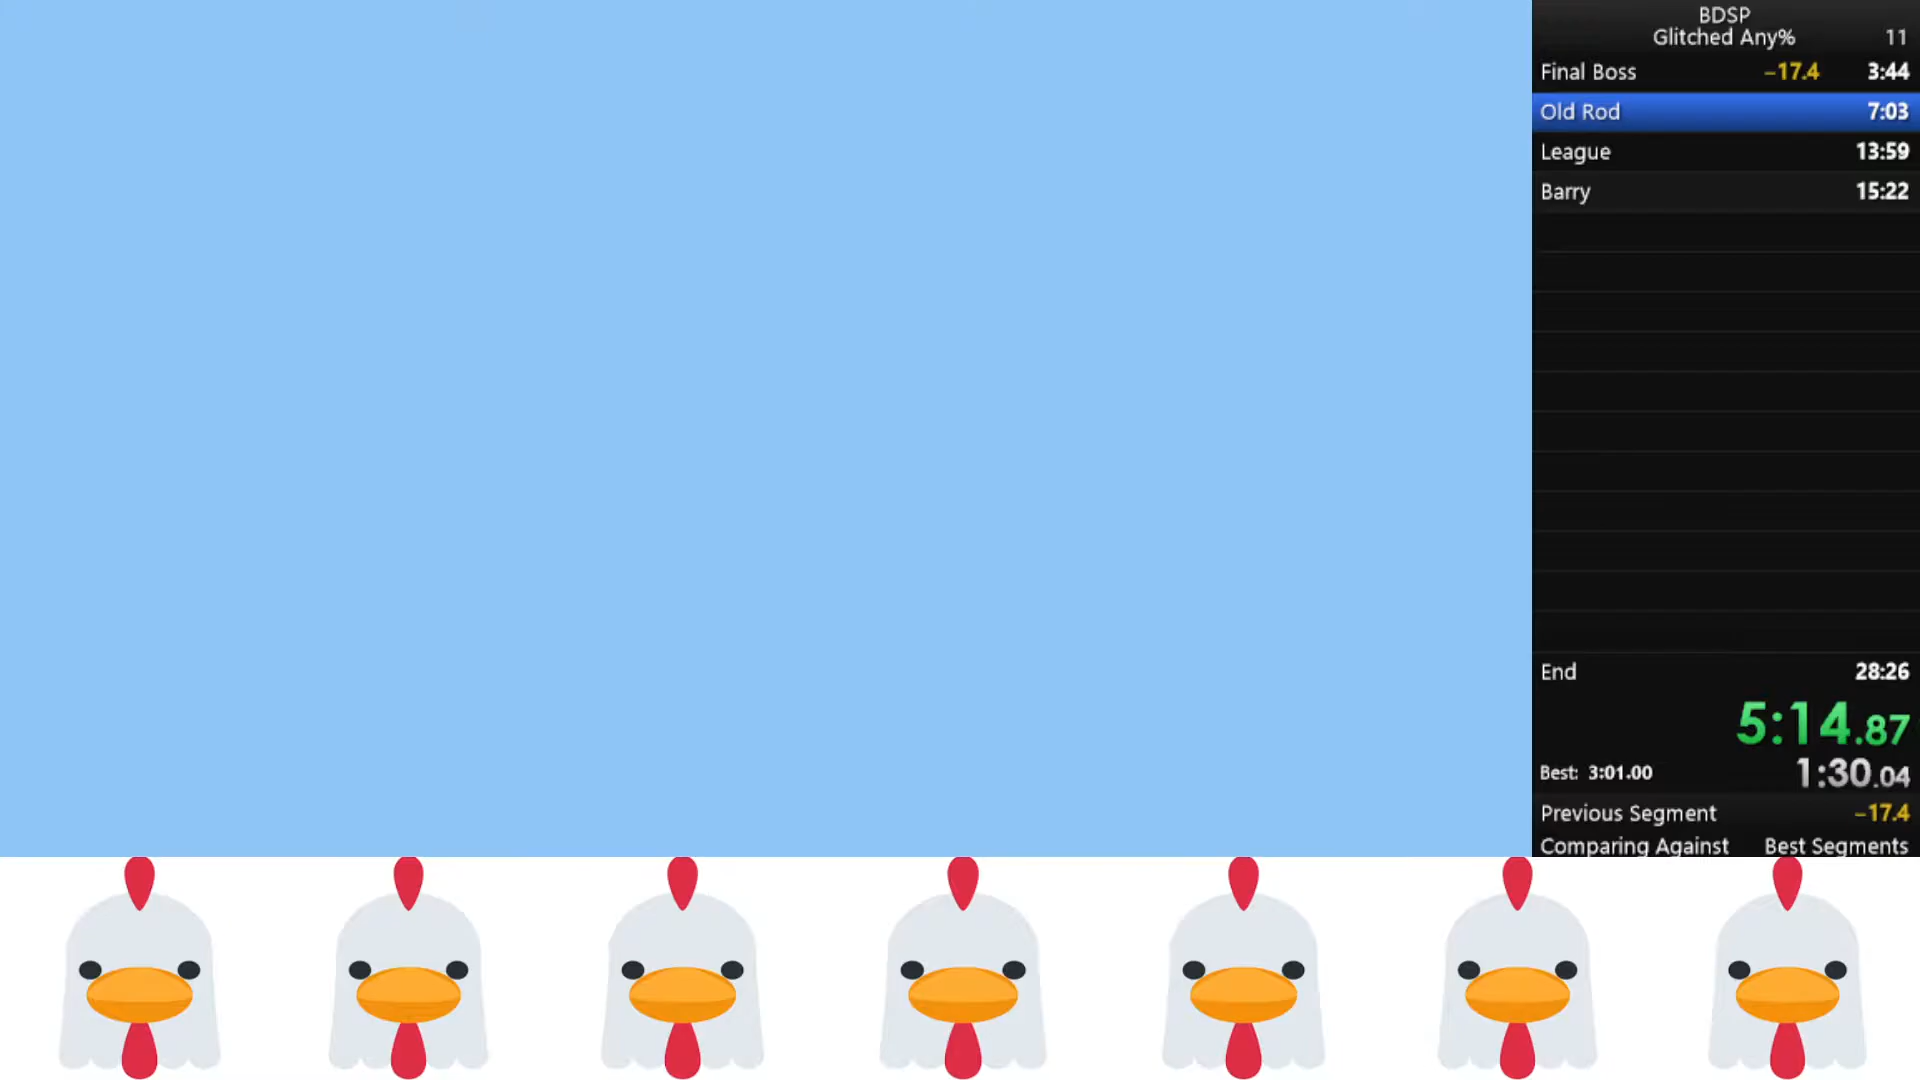 BDSP
Glitched Any% 11
Final Boss −17.4 3:44
Old Rod 7:03
League 13:59
Barry 15:22
End 28:26
5:14.87
Best: 3:01.00 1:30.04
Previous Segment −17.4
Comparing Against Best Segments